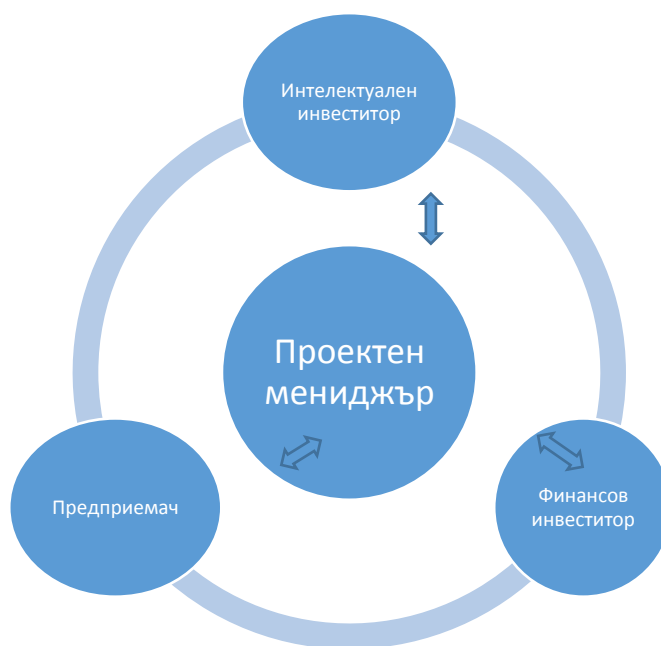 Интелектуален
инвеститор
Проектен
мениджър
Предприемач
Финансов
инвеститор